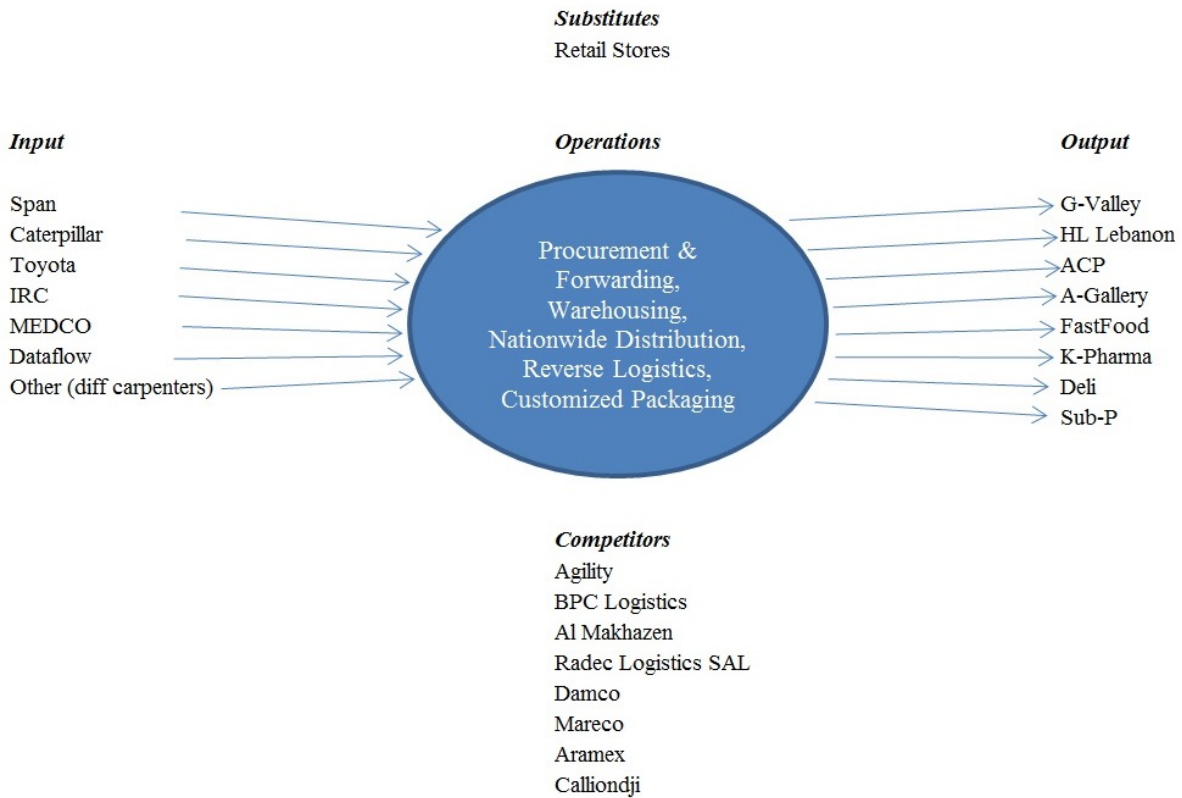 Substitutes
Retail Stores
Input
Operations
Output
Span
Caterpillar
Toyota
IRC
MEDCO
Dataflow
Other (diff carpenters)
Procurement &
Forwarding,
Warehousing,
Nationwide Distribution,
Reverse Logistics,
Customized Packaging
G-Valley
HL Lebanon
ACP
A-Gallery
FastFood
K-Pharma
Deli
Sub-P
Competitors
Agility
BPC Logistics
Al Makhazen
Radec Logistics SAL
Damco
Mareco
Aramex
Calliondji